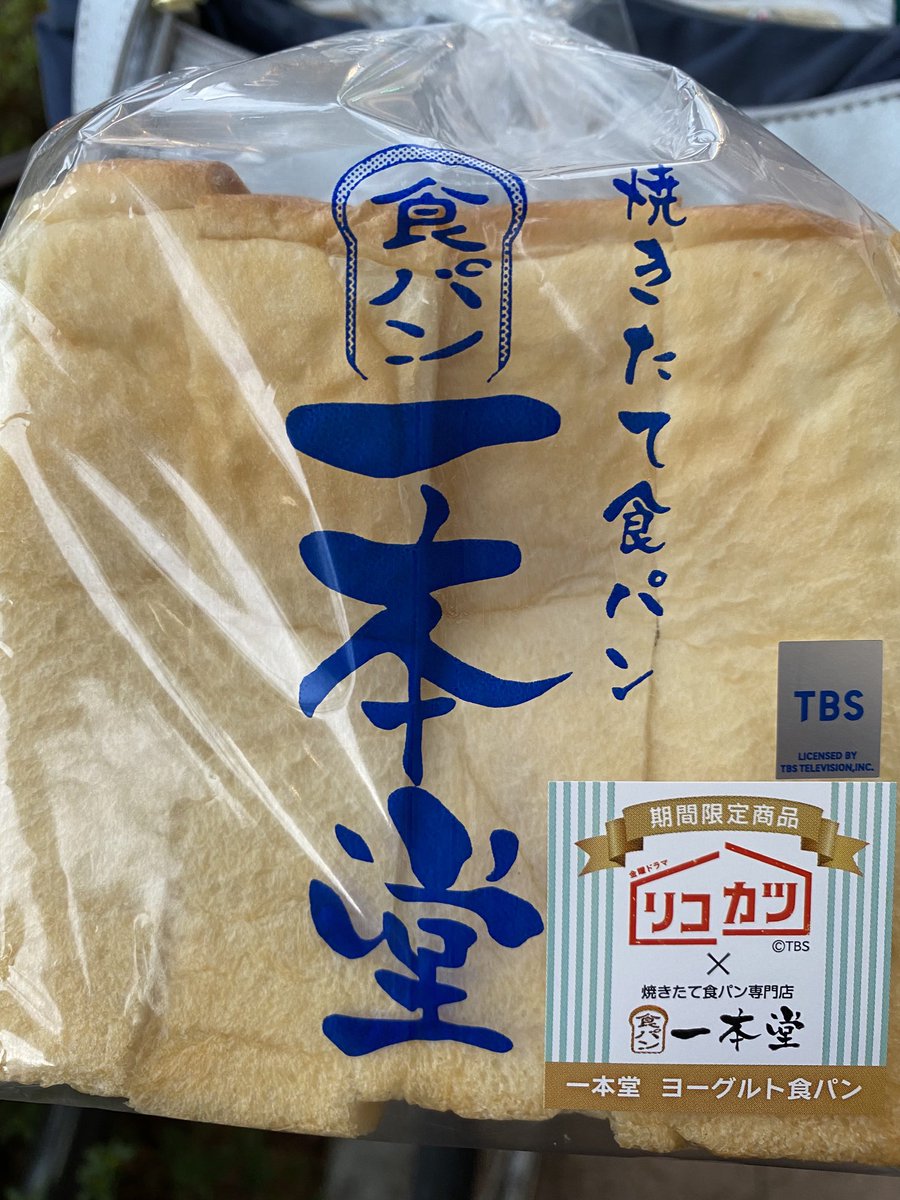 焼きたて食パン
食パン
一本堂
TBS
LICENSED BY
TBS TELEVISION,INC.
期間限定商品
金曜ドラマ
リコカツ
©TBS
×
焼きたて食パン専門店
食パン
一本堂
一本堂 ヨーグルト食パン